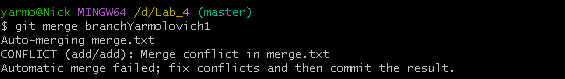 yarmo@Nick MINGW64 /d/Lab_4 (master)
$ git merge branchYarmolovich1
Auto-merging merge.txt
CONFLICT (add/add): Merge conflict in merge.txt
Automatic merge failed; fix conflicts and then commit the result.